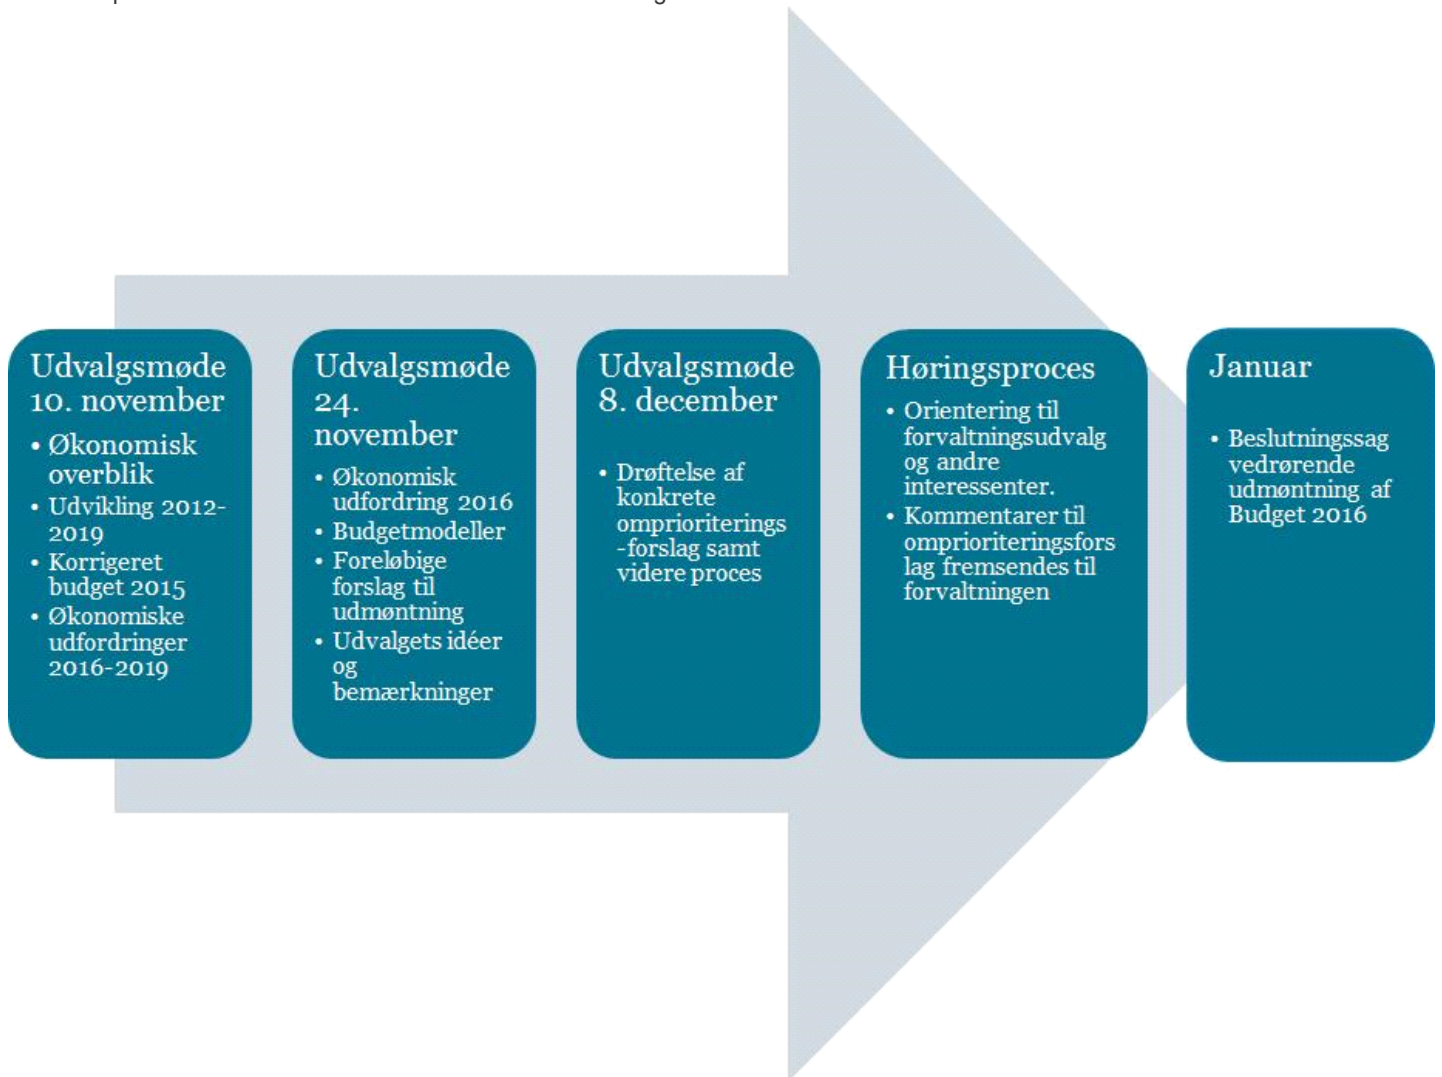 Udvalgsmøde
10. november
• Økonomisk
overblik
• Udvikling 2012-
2019
• Korrigeret
budget 2015
• Økonomiske
udfordringer
2016-2019
Udvalgsmøde
24.
november
• Økonomisk
udfordring 2016
• Budgetmodeller
• Foreløbige
forslag til
udmøntning
• Udvalgets idéer
og
bemærkninger
Udvalgsmøde
8. december
• Drøftelse af
konkrete
omprioriterings
-forslag samt
videre proces
Høringsproces
• Orientering til
forvaltningsudvalg
og andre
interessenter.
• Kommentarer til
omprioriteringsfors
lag fremsendes til
forvaltningen
Januar
• Beslutningssag
vedrørende
udmøntning af
Budget 2016